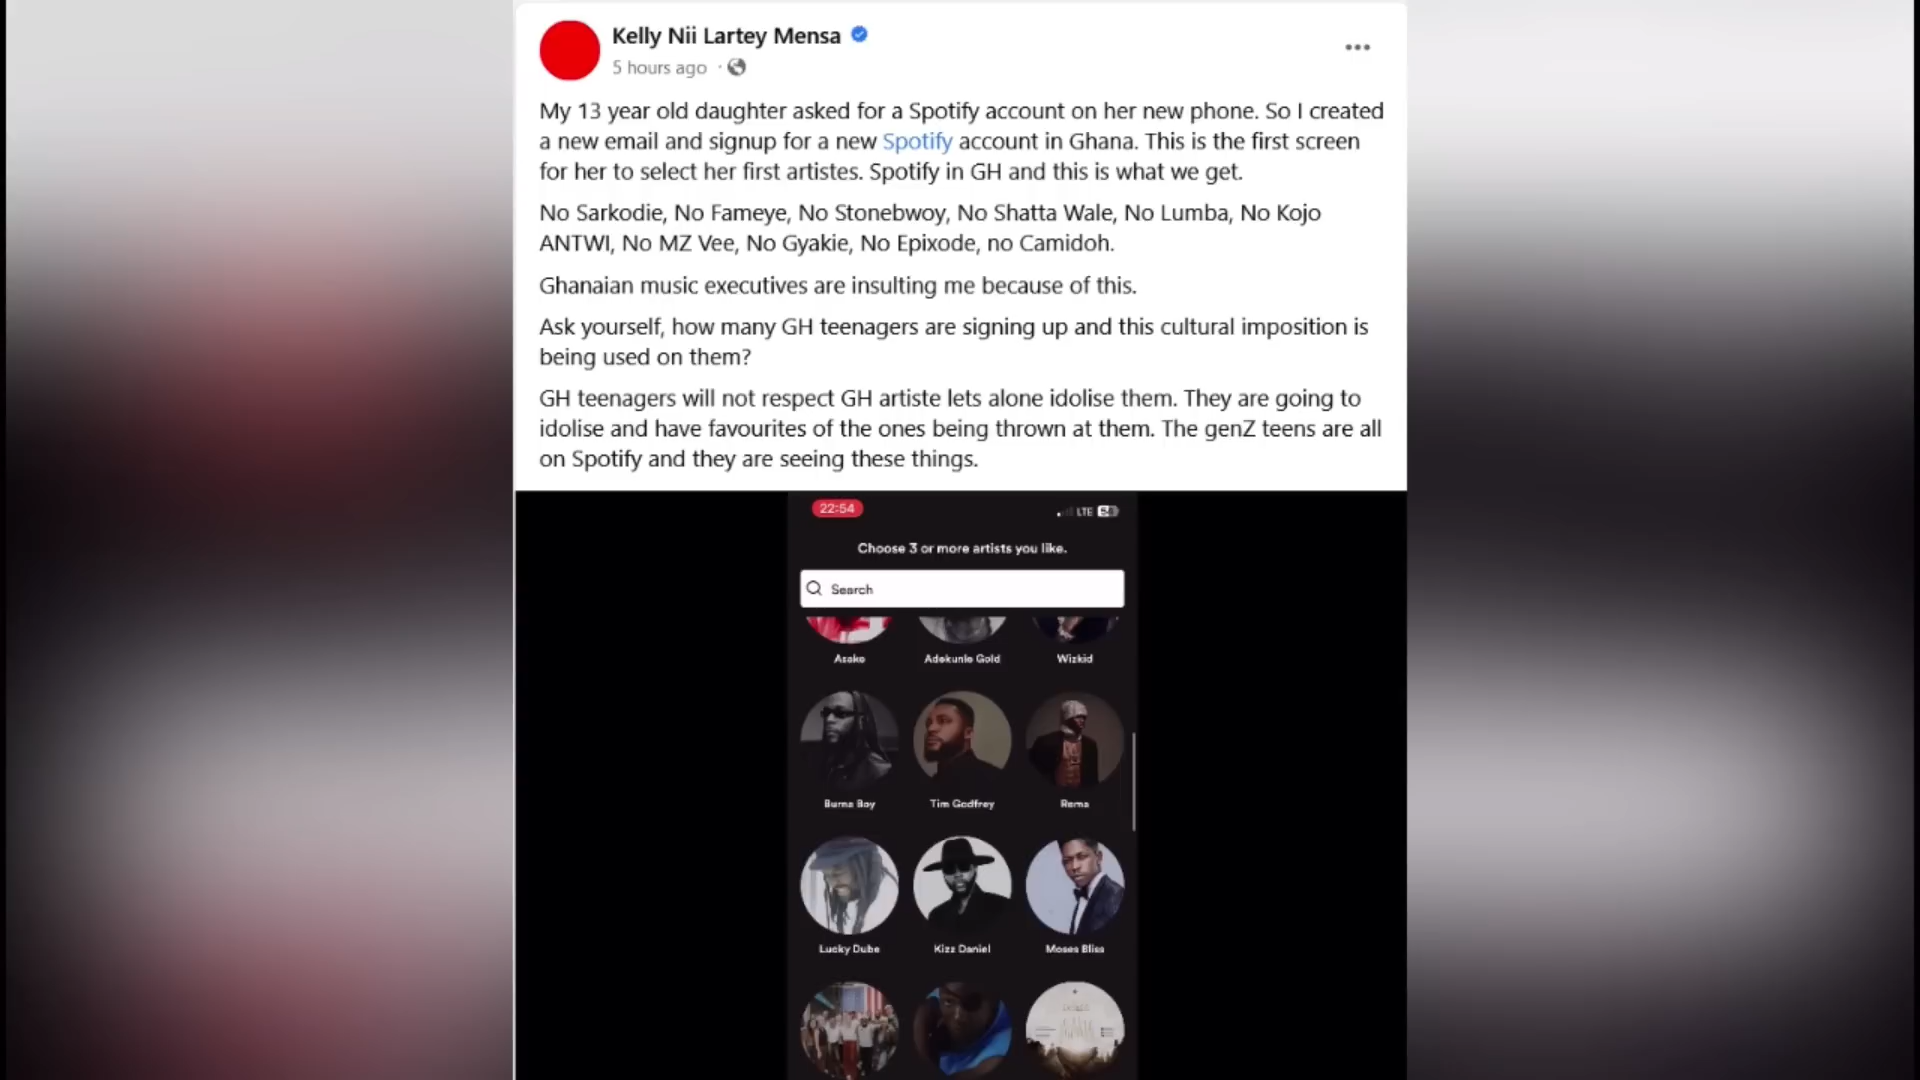 Kelly Nii Lartey Mensa
5 hours ago ·
My 13 year old daughter asked for a Spotify account on her new phone. So I created
a new email and signup for a new Spotify account in Ghana. This is the first screen
for her to select her first artistes. Spotify in GH and this is what we get.
No Sarkodie, No Fameye, No Stonebwoy, No Shatta Wale, No Lumba, No Kojo
ANTWI, No MZ Vee, No Gyakie, No Epixode, no Camidoh.
Ghanaian music executives are insulting me because of this.
Ask yourself, how many GH teenagers are signing up and this cultural imposition is
being used on them?
GH teenagers will not respect GH artiste lets alone idolise them. They are going to
idolise and have favourites of the ones being thrown at them. The genZ teens are all
on Spotify and they are seeing these things.
22:54 LTE
Choose 3 or more artists you like.
Search
Asake Adekunle Gold Wizkid
Burna Boy Tim Godfrey Rema
Lucky Dube Kizz Daniel Moses Bliss